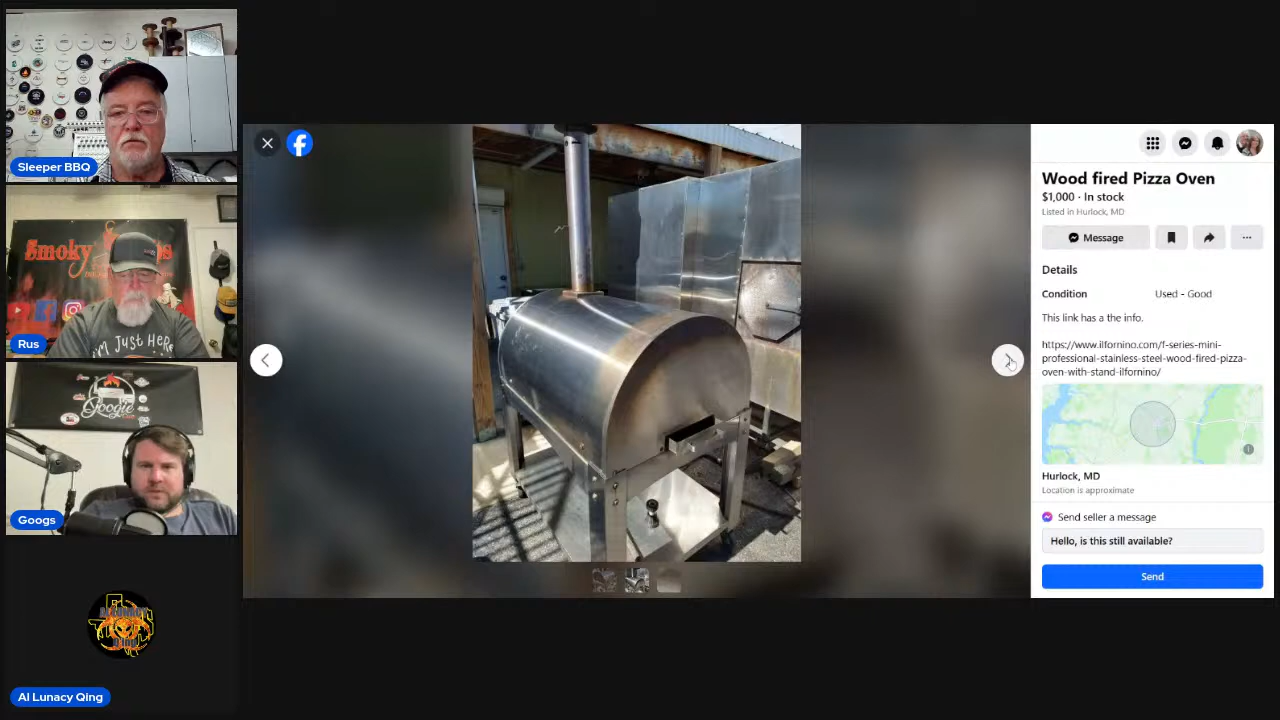 Sleeper BBQ
Smoky
Rus
I'M JUST HERE
Googie
Googs
Al Lunacy Qing
Wood fired Pizza Oven
$1,000 · In stock
Listed in Hurlock, MD
Message
Details
Condition Used - Good
This link has a the info.
https://www.ilfornino.com/f-series-mini-
professional-stainless-steel-wood-fired-pizza-
oven-with-stand-ilfornino/
Hurlock, MD
Location is approximate
Send seller a message
Hello, is this still available?
Send